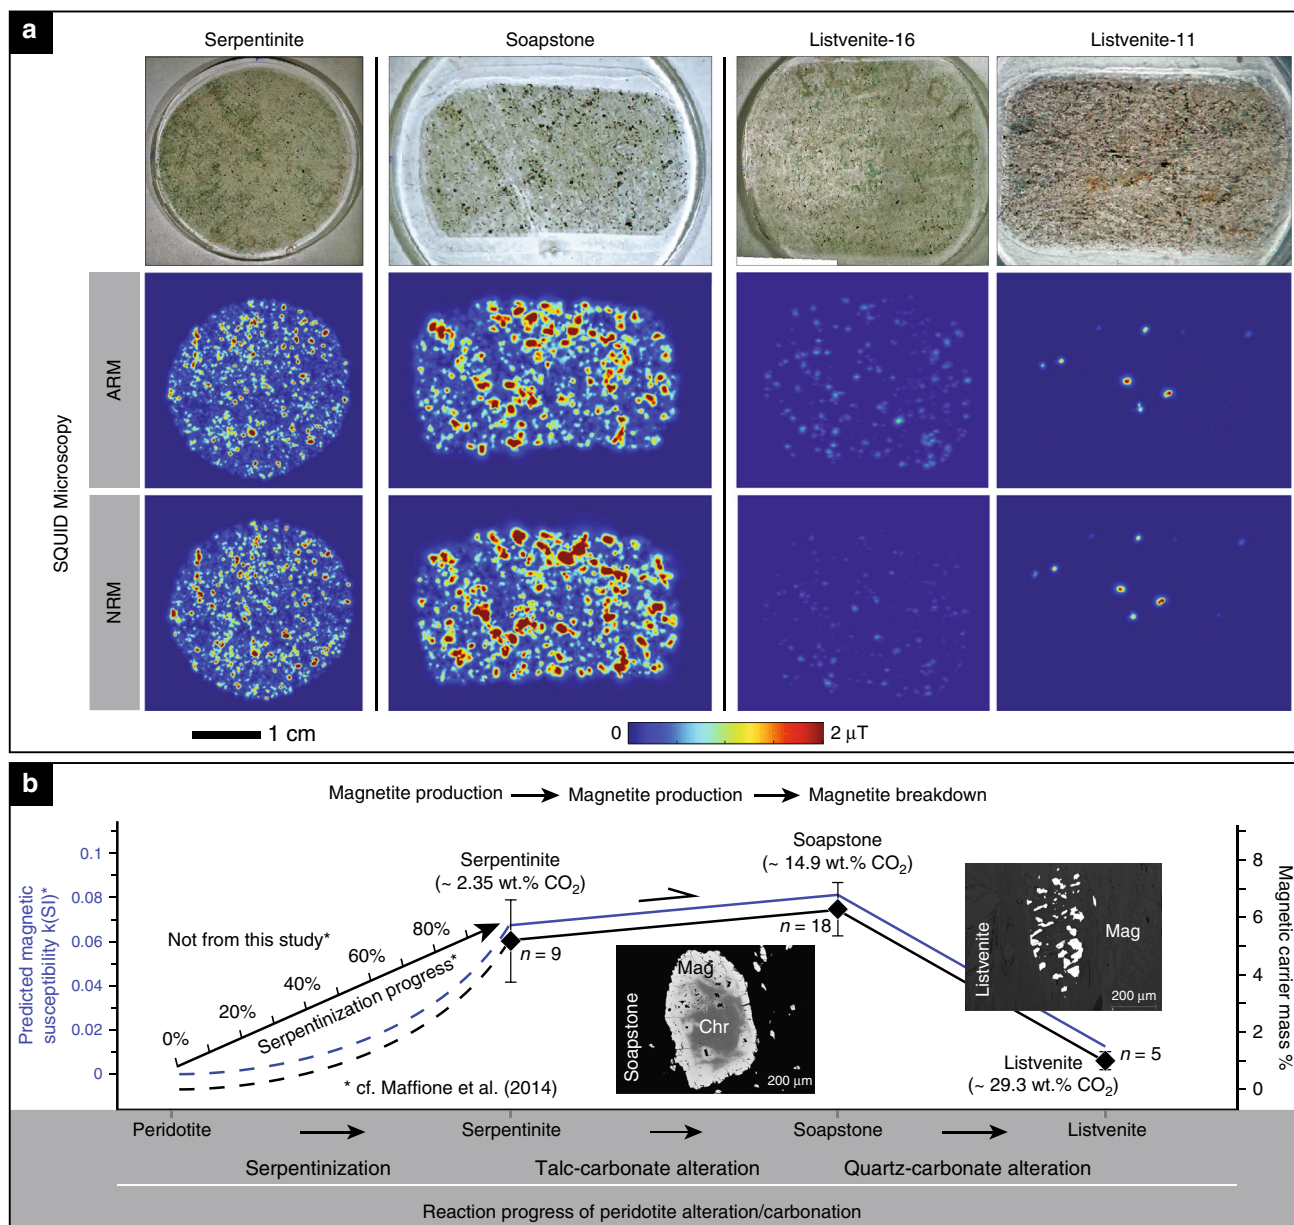 a
Serpentinite
Soapstone
Listvenite-16
Listvenite-11
SQUID Microscopy
ARM
NRM
1 cm
0
2 μT
b
Magnetite production → Magnetite production → Magnetite breakdown
Predicted magnetic
susceptibility k(SI)*
0.1
0.08
0.06
0.04
0.02
0
Not from this study*
0%
20%
40%
60%
80%
Serpentinization progress*
* cf. Maffione et al. (2014)
Serpentinite
(~ 2.35 wt.% CO₂)
n = 9
Soapstone
(~ 14.9 wt.% CO₂)
n = 18
Soapstone
Mag
Chr
200 μm
Listvenite
Mag
200 μm
n = 5
Listvenite
(~ 29.3 wt.% CO₂)
8
6
4
2
0
Magnetic carrier mass %
Peridotite → Serpentinite → Soapstone → Listvenite
Serpentinization
Talc-carbonate alteration
Quartz-carbonate alteration
Reaction progress of peridotite alteration/carbonation